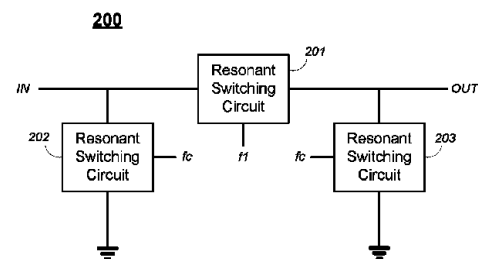 200
201
IN
Resonant
Switching
Circuit
OUT
202
Resonant
Switching
Circuit
fc
f1
fc
Resonant
Switching
Circuit
203